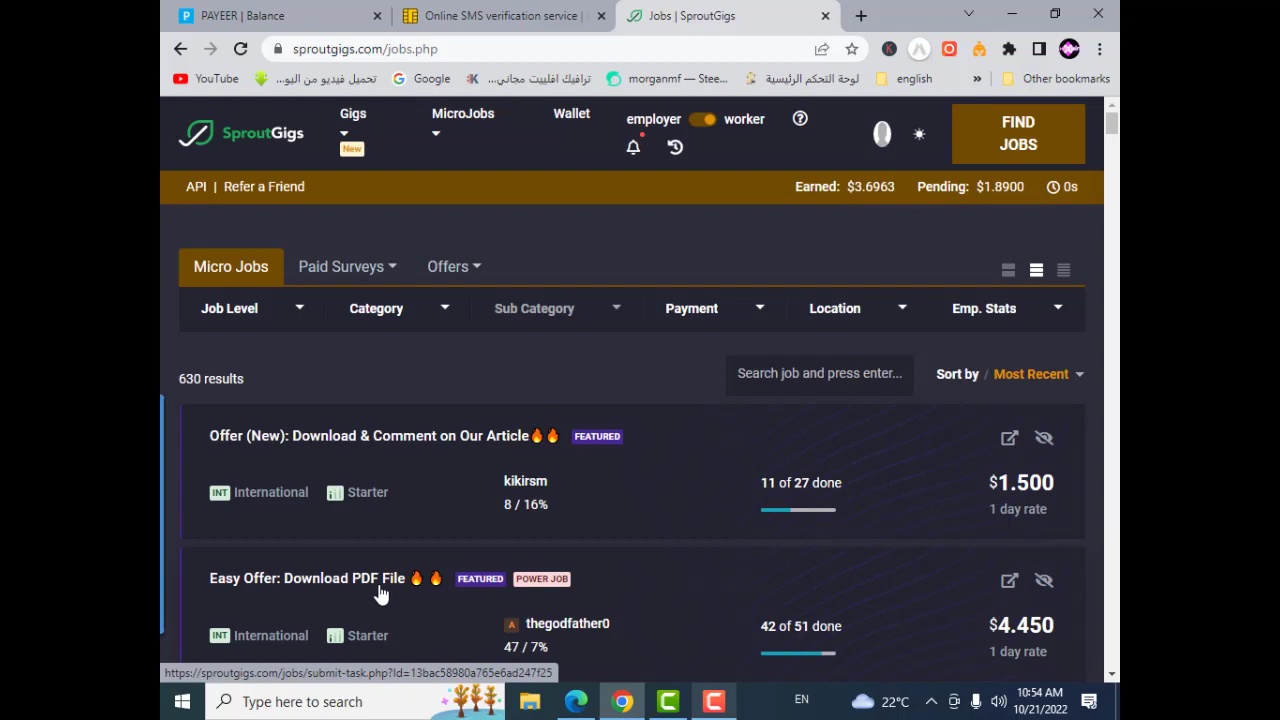 PAYEER | Balance
Online SMS verification service |
Jobs | SproutGigs
sproutgigs.com/jobs.php
YouTube
تحميل فيديو من اليو...
Google
ترافيك افلييت مجاني...
morganmf — Stee...
لوحة التحكم الرئيسية
english
»
Other bookmarks
SproutGigs
Gigs
New
MicroJobs
Wallet
employer
worker
FIND
JOBS
API | Refer a Friend
Earned: $3.6963
Pending: $1.8900
0s
Micro Jobs
Paid Surveys
Offers
Job Level
Category
Sub Category
Payment
Location
Emp. Stats
630 results
Search job and press enter...
Sort by / Most Recent
Offer (New): Download & Comment on Our Article🔥🔥 FEATURED
INT International
Starter
kikirsm
8 / 16%
11 of 27 done
$1.500
1 day rate
Easy Offer: Download PDF File 🔥 🔥 FEATURED POWER JOB
INT International
Starter
A thegodfather0
47 / 7%
42 of 51 done
$4.450
1 day rate
https://sproutgigs.com/jobs/submit-task.php?Id=13bac58980a765e6ad247f25
Type here to search
EN
22°C
10:54 AM
10/21/2022